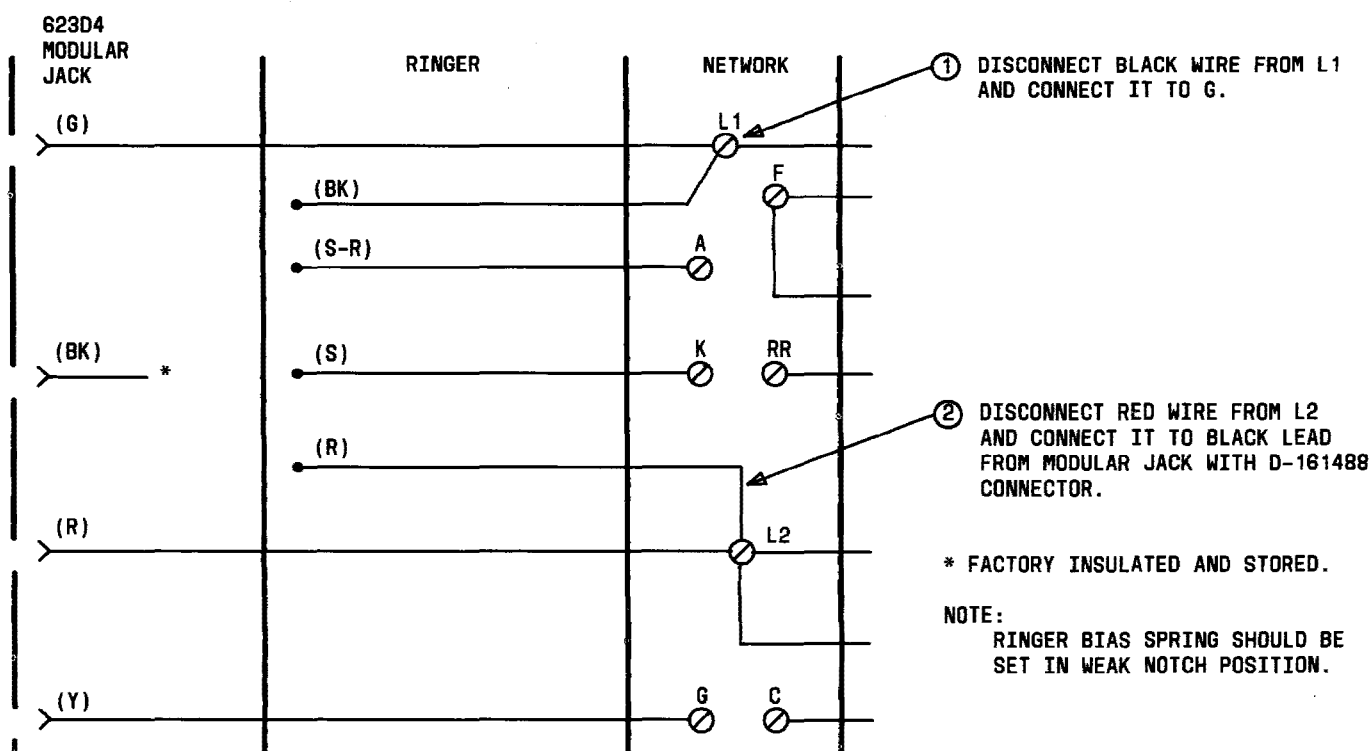 623D4
MODULAR
JACK
RINGER
NETWORK
(G)
L1
F
(BK)
(S-R)
A
(BK)
*
(S)
K
RR
(R)
(R)
L2
(Y)
G
C
① DISCONNECT BLACK WIRE FROM L1
AND CONNECT IT TO G.
② DISCONNECT RED WIRE FROM L2
AND CONNECT IT TO BLACK LEAD
FROM MODULAR JACK WITH D-161488
CONNECTOR.
* FACTORY INSULATED AND STORED.
NOTE:
RINGER BIAS SPRING SHOULD BE
SET IN WEAK NOTCH POSITION.